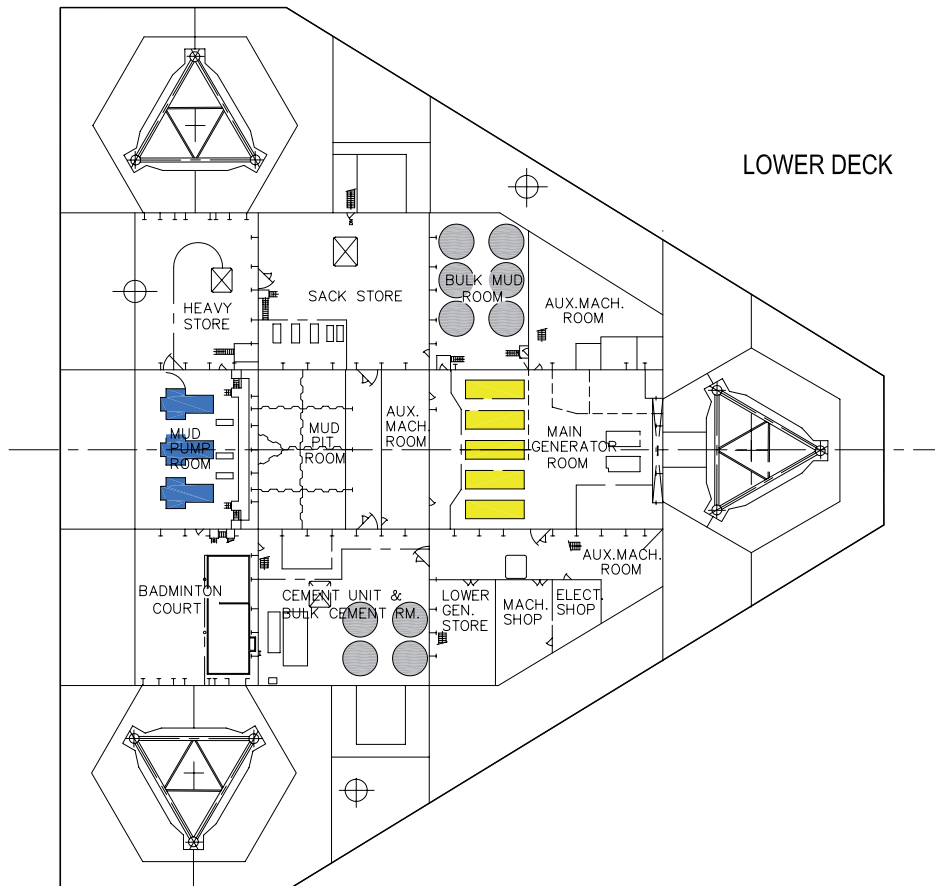 LOWER DECK
HEAVY
STORE
SACK STORE
BULK MUD
ROOM
AUX.MACH.
ROOM
MUD
PUMP
ROOM
MUD
PIT
ROOM
AUX.
MACH.
ROOM
MAIN
GENERATOR
ROOM
BADMINTON
COURT
CEMENT UNIT &
BULK CEMENT RM.
LOWER
GEN.
STORE
MACH.
SHOP
ELECT.
SHOP
AUX.MACH.
ROOM